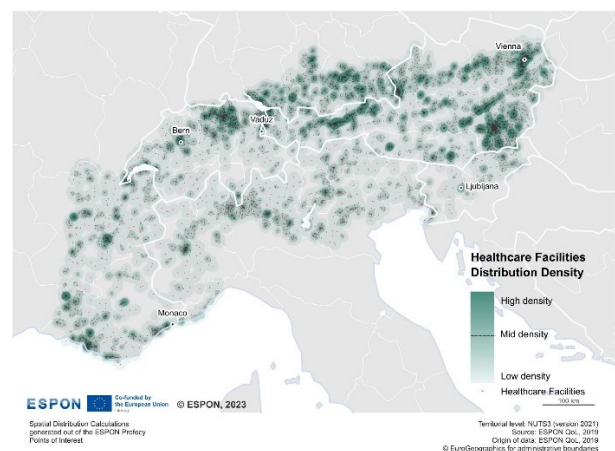 Vienna
Vaduz
Bern
Ljubljana
Monaco
Healthcare Facilities
Distribution Density
High density
Mid density
Low density
Healthcare Facilities
100 km
ESPON
Co-funded by
the European Union
© ESPON, 2023
Spatial Distribution Calculations
generated out of the ESPON Profecy
Points of Interest
Territorial level: NUTS3 (version 2021)
Source: ESPON QoL, 2019
Origin of data: ESPON QoL, 2019
© EuroGeographics for administrative boundaries